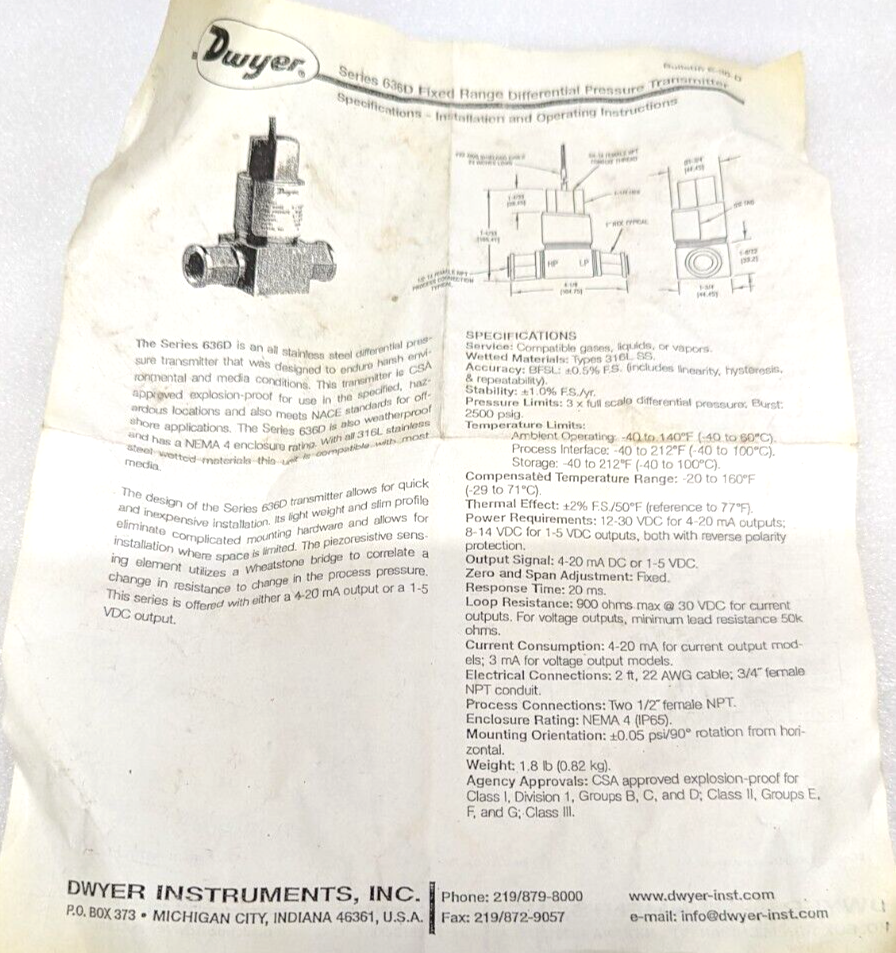 Dwyer®
Series 636D Fixed Range Differential Pressure Transmitter
Specifications - Installation and Operating Instructions
HP LP
The Series 636D is an all stainless steel differential pres-
sure transmitter that was designed to endure harsh envi-
ronmental and media conditions. This transmitter is CSA
approved explosion-proof for use in the specified, haz-
ardous locations and also meets NACE standards for off-
shore applications. The Series 636D is also weatherproof
and has a NEMA 4 enclosure rating. With all 316L stainless
steel wetted materials this unit is compatible with most
media.
The design of the Series 636D transmitter allows for quick
and inexpensive installation. Its light weight and slim profile
eliminate complicated mounting hardware and allows for
installation where space is limited. The piezoresistive sens-
ing element utilizes a Wheatstone bridge to correlate a
change in resistance to change in the process pressure.
This series is offered with either a 4-20 mA output or a 1-5
VDC output.
SPECIFICATIONS
Service: Compatible gases, liquids, or vapors.
Wetted Materials: Types 316L SS.
Accuracy: BFSL: ±0.5% F.S. (includes linearity, hysteresis,
& repeatability).
Stability: ±1.0% F.S./yr.
Pressure Limits: 3 x full scale differential pressure; Burst:
2500 psig.
Temperature Limits:
Ambient Operating: -40 to 140°F (-40 to 60°C).
Process Interface: -40 to 212°F (-40 to 100°C).
Storage: -40 to 212°F (-40 to 100°C).
Compensated Temperature Range: -20 to 160°F
(-29 to 71°C).
Thermal Effect: ±2% F.S./50°F (reference to 77°F).
Power Requirements: 12-30 VDC for 4-20 mA outputs;
8-14 VDC for 1-5 VDC outputs, both with reverse polarity
protection.
Output Signal: 4-20 mA DC or 1-5 VDC.
Zero and Span Adjustment: Fixed.
Response Time: 20 ms.
Loop Resistance: 900 ohms max @ 30 VDC for current
outputs. For voltage outputs, minimum lead resistance 50k
ohms.
Current Consumption: 4-20 mA for current output mod-
els; 3 mA for voltage output models.
Electrical Connections: 2 ft, 22 AWG cable; 3/4" female
NPT conduit.
Process Connections: Two 1/2" female NPT.
Enclosure Rating: NEMA 4 (IP65).
Mounting Orientation: ±0.05 psi/90° rotation from hori-
zontal.
Weight: 1.8 lb (0.82 kg).
Agency Approvals: CSA approved explosion-proof for
Class I, Division 1, Groups B, C, and D; Class II, Groups E,
F, and G; Class III.
DWYER INSTRUMENTS, INC.
P.O. BOX 373 • MICHIGAN CITY, INDIANA 46361, U.S.A.
Phone: 219/879-8000
Fax: 219/872-9057
www.dwyer-inst.com
e-mail: info@dwyer-inst.com